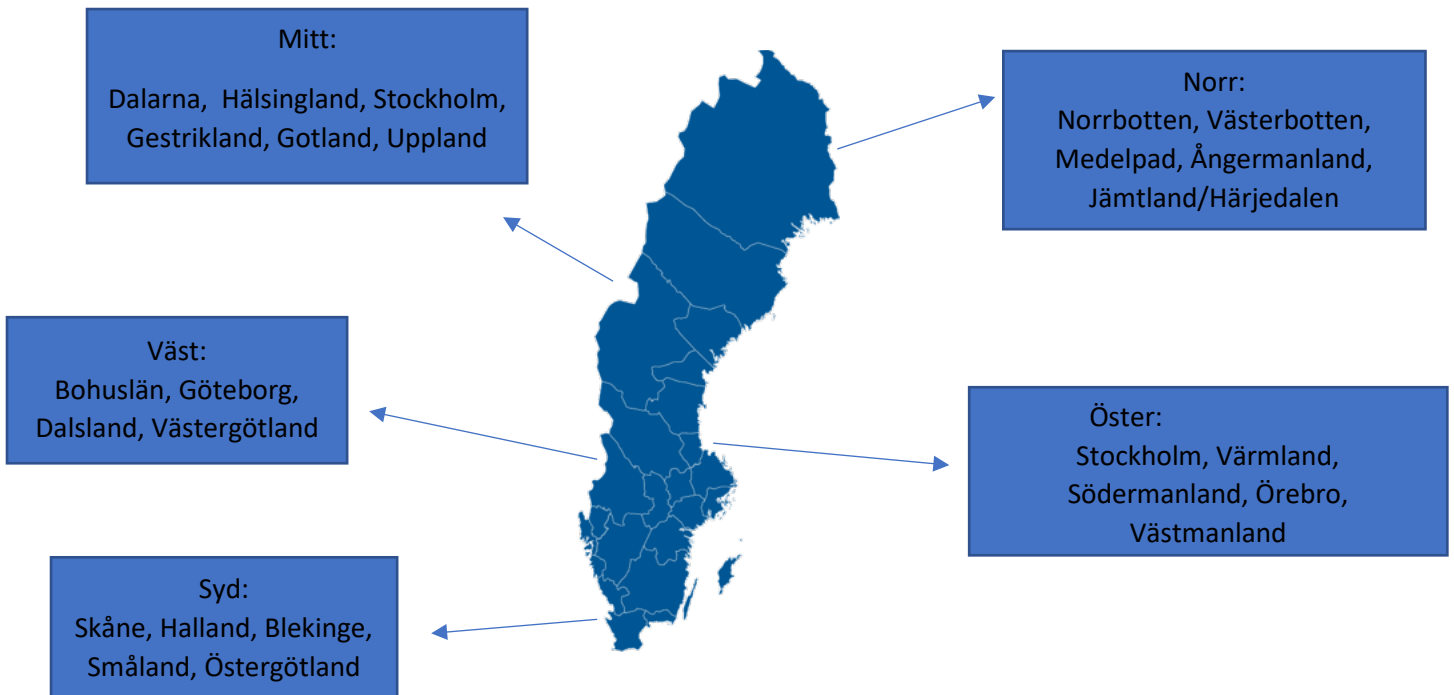 Mitt:
Dalarna, Hälsingland, Stockholm,
Gestrikland, Gotland, Uppland
Norr:
Norrbotten, Västerbotten,
Medelpad, Ångermanland,
Jämtland/Härjedalen
Väst:
Bohuslän, Göteborg,
Dalsland, Västergötland
Öster:
Stockholm, Värmland,
Södermanland, Örebro,
Västmanland
Syd:
Skåne, Halland, Blekinge,
Småland, Östergötland